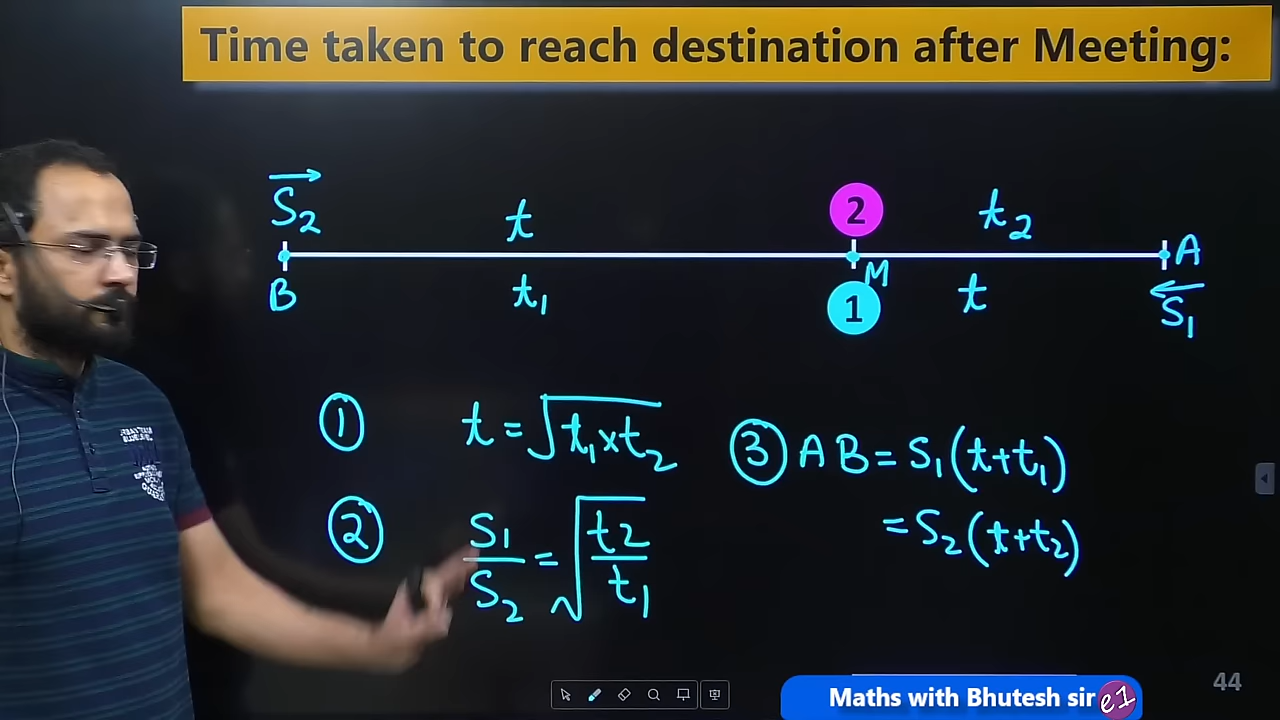 Time taken to reach destination after Meeting:
S₂ t 2 t₂
B t₁ M 1 t A
S₁
① t = √(t₁ × t₂)
② S₁/S₂ = √(t2/t₁)
③ AB = S₁(t+t₁)
= S₂(t+t₂)
44
Maths with Bhutesh sir e1